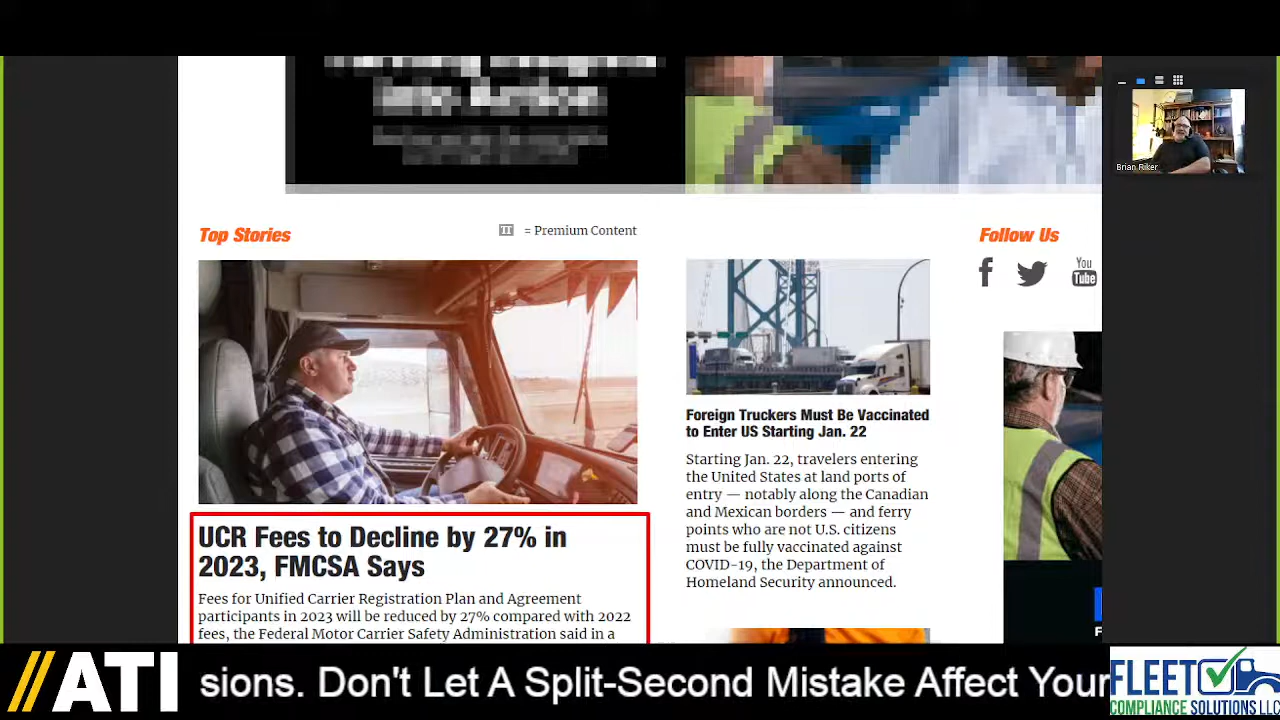 into Action
Top Stories
= Premium Content
Follow Us
You
Tube
Brian Riker
Foreign Truckers Must Be Vaccinated
to Enter US Starting Jan. 22
Starting Jan. 22, travelers entering
the United States at land ports of
entry — notably along the Canadian
and Mexican borders — and ferry
points who are not U.S. citizens
must be fully vaccinated against
COVID-19, the Department of
Homeland Security announced.
UCR Fees to Decline by 27% in
2023, FMCSA Says
Fees for Unified Carrier Registration Plan and Agreement
participants in 2023 will be reduced by 27% compared with 2022
fees, the Federal Motor Carrier Safety Administration said in a
//ATI
sions. Don't Let A Split-Second Mistake Affect Your
FLEET
COMPLIANCE SOLUTIONS LLC